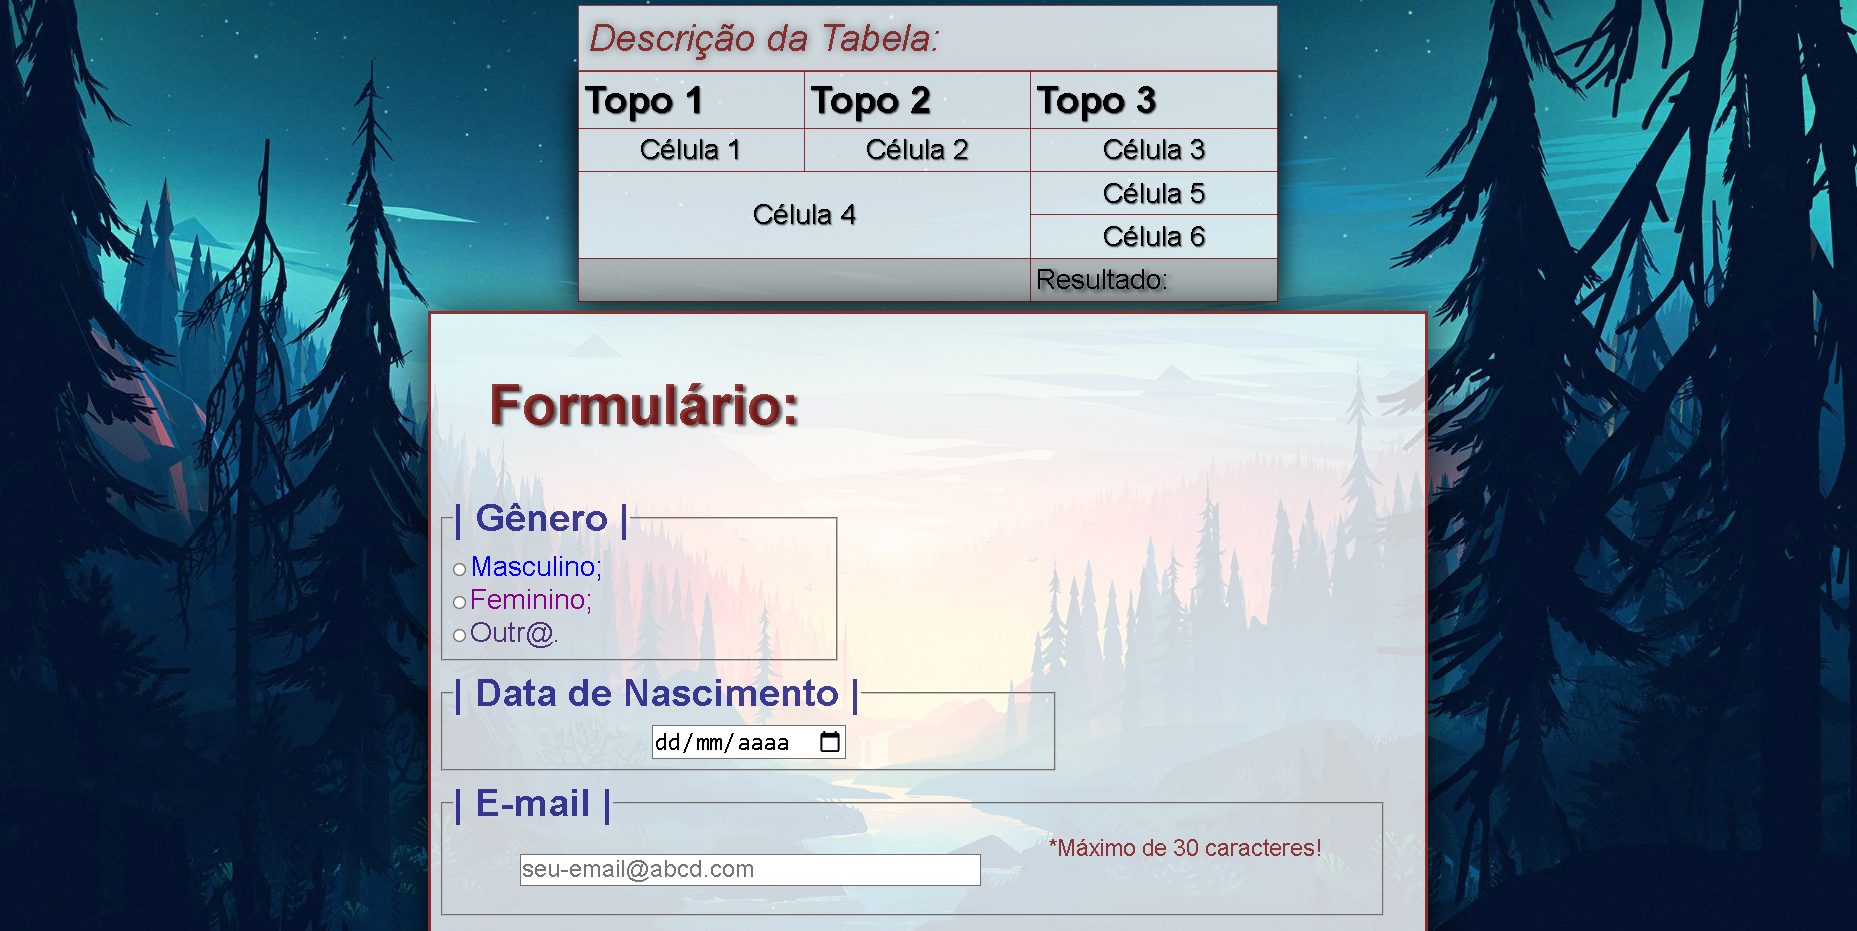 Descrição da Tabela:
Topo 1 Topo 2 Topo 3
Célula 1 Célula 2 Célula 3
Célula 4 Célula 5
Célula 6
Resultado:
Formulário:
| Gênero |
Masculino;
Feminino;
Outr@.
| Data de Nascimento |
dd/mm/aaaa
| E-mail |
*Máximo de 30 caracteres!
seu-email@abcd.com